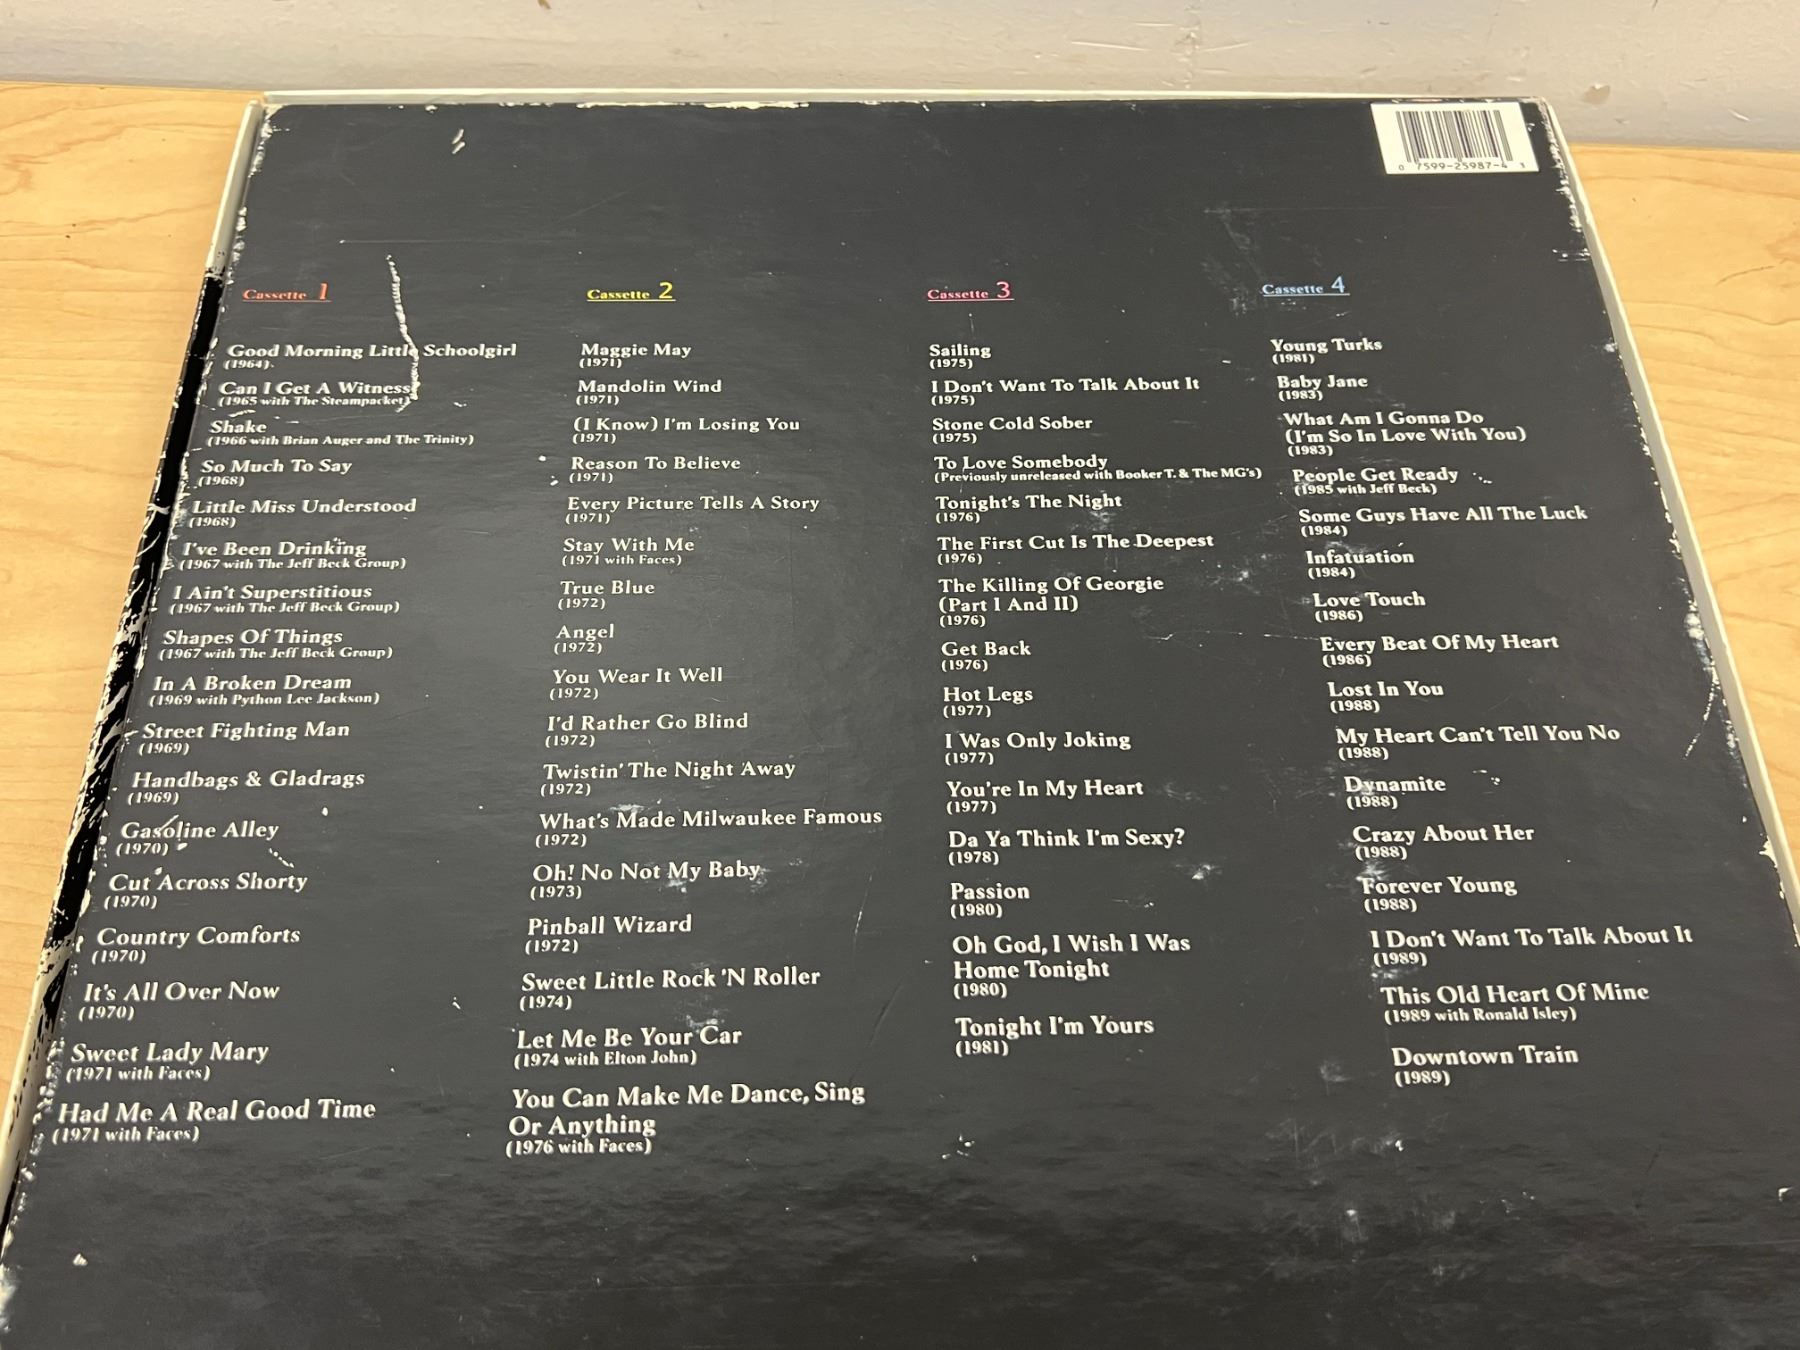 0 7599-25987-4 1
Cassette 1
Good Morning Little Schoolgirl
(1964)
Can I Get A Witness
(1965 with The Steampacket)
Shake
(1966 with Brian Auger and The Trinity)
So Much To Say
(1968)
Little Miss Understood
(1968)
I've Been Drinking
(1967 with The Jeff Beck Group)
I Ain't Superstitious
(1967 with The Jeff Beck Group)
Shapes Of Things
(1967 with The Jeff Beck Group)
In A Broken Dream
(1969 with Python Lee Jackson)
Street Fighting Man
(1969)
Handbags & Gladrags
(1969)
Gasoline Alley
(1970)
Cut Across Shorty
(1970)
Country Comforts
(1970)
It's All Over Now
(1970)
Sweet Lady Mary
(1971 with Faces)
Had Me A Real Good Time
(1971 with Faces)
Cassette 2
Maggie May
(1971)
Mandolin Wind
(1971)
(I Know) I'm Losing You
(1971)
Reason To Believe
(1971)
Every Picture Tells A Story
(1971)
Stay With Me
(1971 with Faces)
True Blue
(1972)
Angel
(1972)
You Wear It Well
(1972)
I'd Rather Go Blind
(1972)
Twistin' The Night Away
(1972)
What's Made Milwaukee Famous
(1972)
Oh! No Not My Baby
(1973)
Pinball Wizard
(1972)
Sweet Little Rock 'N Roller
(1974)
Let Me Be Your Car
(1974 with Elton John)
You Can Make Me Dance, Sing
Or Anything
(1976 with Faces)
Cassette 3
Sailing
(1975)
I Don't Want To Talk About It
(1975)
Stone Cold Sober
(1975)
To Love Somebody
(Previously unreleased with Booker T. & The MG's)
Tonight's The Night
(1976)
The First Cut Is The Deepest
(1976)
The Killing Of Georgie
(Part I And II)
(1976)
Get Back
(1976)
Hot Legs
(1977)
I Was Only Joking
(1977)
You're In My Heart
(1977)
Da Ya Think I'm Sexy?
(1978)
Passion
(1980)
Oh God, I Wish I Was
Home Tonight
(1980)
Tonight I'm Yours
(1981)
Cassette 4
Young Turks
(1981)
Baby Jane
(1983)
What Am I Gonna Do
(I'm So In Love With You)
(1983)
People Get Ready
(1985 with Jeff Beck)
Some Guys Have All The Luck
(1984)
Infatuation
(1984)
Love Touch
(1986)
Every Beat Of My Heart
(1986)
Lost In You
(1988)
My Heart Can't Tell You No
(1988)
Dynamite
(1988)
Crazy About Her
(1988)
Forever Young
(1988)
I Don't Want To Talk About It
(1989)
This Old Heart Of Mine
(1989 with Ronald Isley)
Downtown Train
(1989)